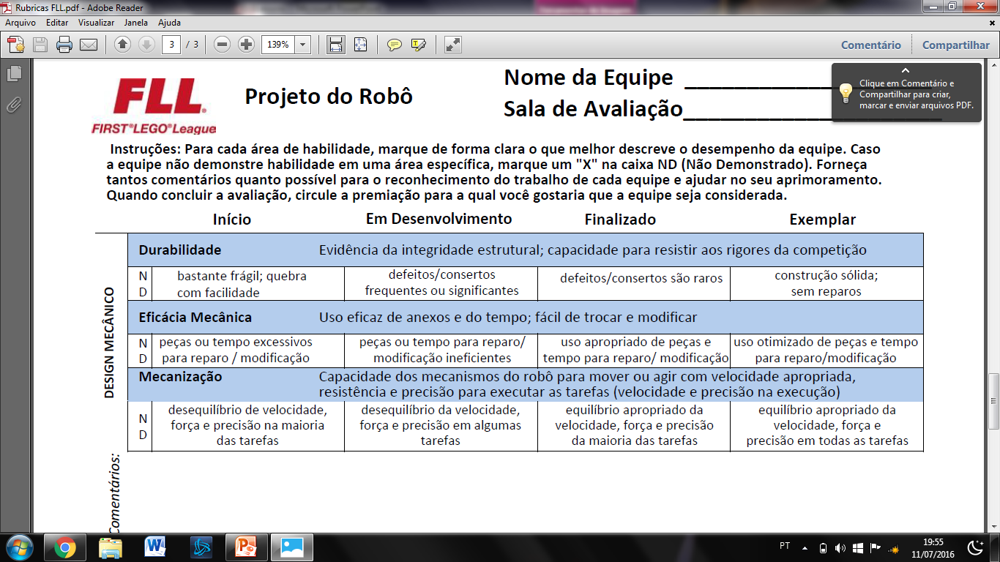 Rubricas FLL.pdf - Adobe Reader
Arquivo Editar Visualizar Janela Ajuda
3 / 3 139% Comentário Compartilhar
Clique em Comentário e
Compartilhar para criar,
marcar e enviar arquivos PDF.
FLL
FIRST LEGO League
Projeto do Robô
Nome da Equipe
Sala de Avaliação
Instruções: Para cada área de habilidade, marque de forma clara o que melhor descreve o desempenho da equipe. Caso
a equipe não demonstre habilidade em uma área específica, marque um "X" na caixa ND (Não Demonstrado). Forneça
tantos comentários quanto possível para o reconhecimento do trabalho de cada equipe e ajudar no seu aprimoramento.
Quando concluir a avaliação, circule a premiação para a qual você gostaria que a equipe seja considerada.
Início Em Desenvolvimento Finalizado Exemplar
DESIGN MECÂNICO
Durabilidade Evidência da integridade estrutural; capacidade para resistir aos rigores da competição
N
D
bastante frágil; quebra
com facilidade
defeitos/consertos
frequentes ou significantes
defeitos/consertos são raros
construção sólida;
sem reparos
Eficácia Mecânica Uso eficaz de anexos e do tempo; fácil de trocar e modificar
N
D
peças ou tempo excessivos
para reparo / modificação
peças ou tempo para reparo/
modificação ineficientes
uso apropriado de peças e
tempo para reparo/ modificação
uso otimizado de peças e tempo
para reparo/modificação
Mecanização Capacidade dos mecanismos do robô para mover ou agir com velocidade apropriada,
resistência e precisão para executar as tarefas (velocidade e precisão na execução)
N
D
desequilíbrio de velocidade,
força e precisão na maioria
das tarefas
desequilíbrio da velocidade,
força e precisão em algumas
tarefas
equilíbrio apropriado da
velocidade, força e precisão
da maioria das tarefas
equilíbrio apropriado da
velocidade, força e
precisão em todas as tarefas
Comentários:
PT
19:55
11/07/2016